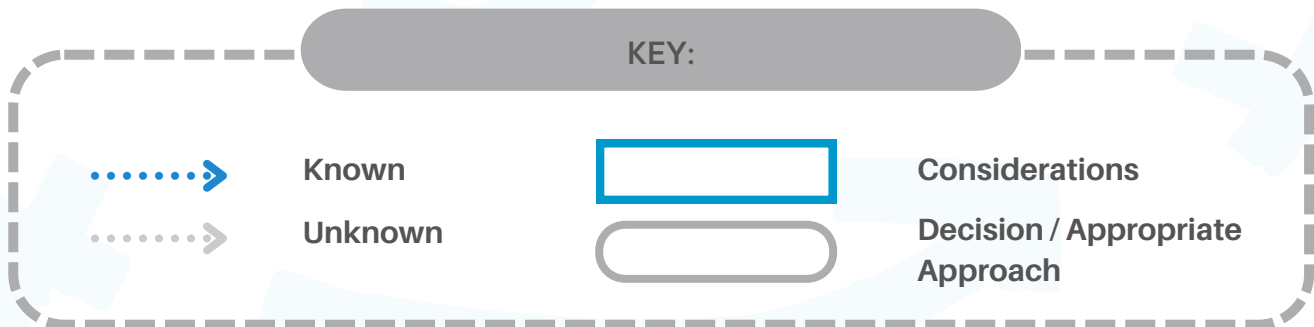 KEY:
Known
Considerations
Unknown
Decision / Appropriate
Approach